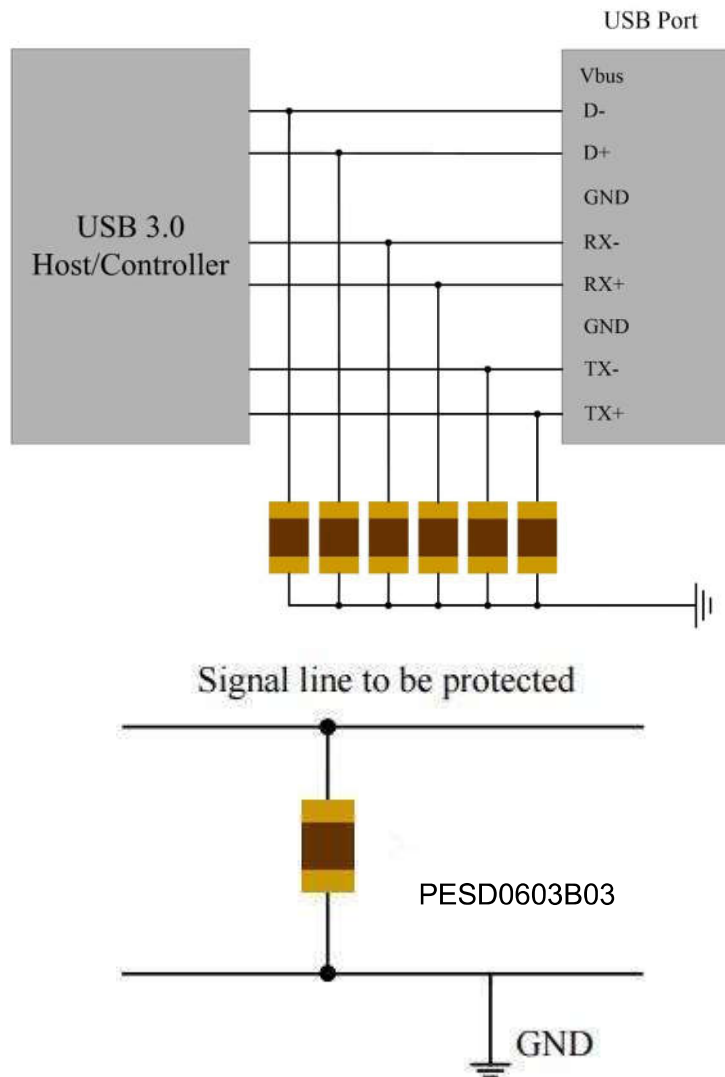 USB Port
Vbus
D-
D+
GND
USB 3.0
Host/Controller
RX-
RX+
GND
TX-
TX+
Signal line to be protected
PESD0603B03
GND